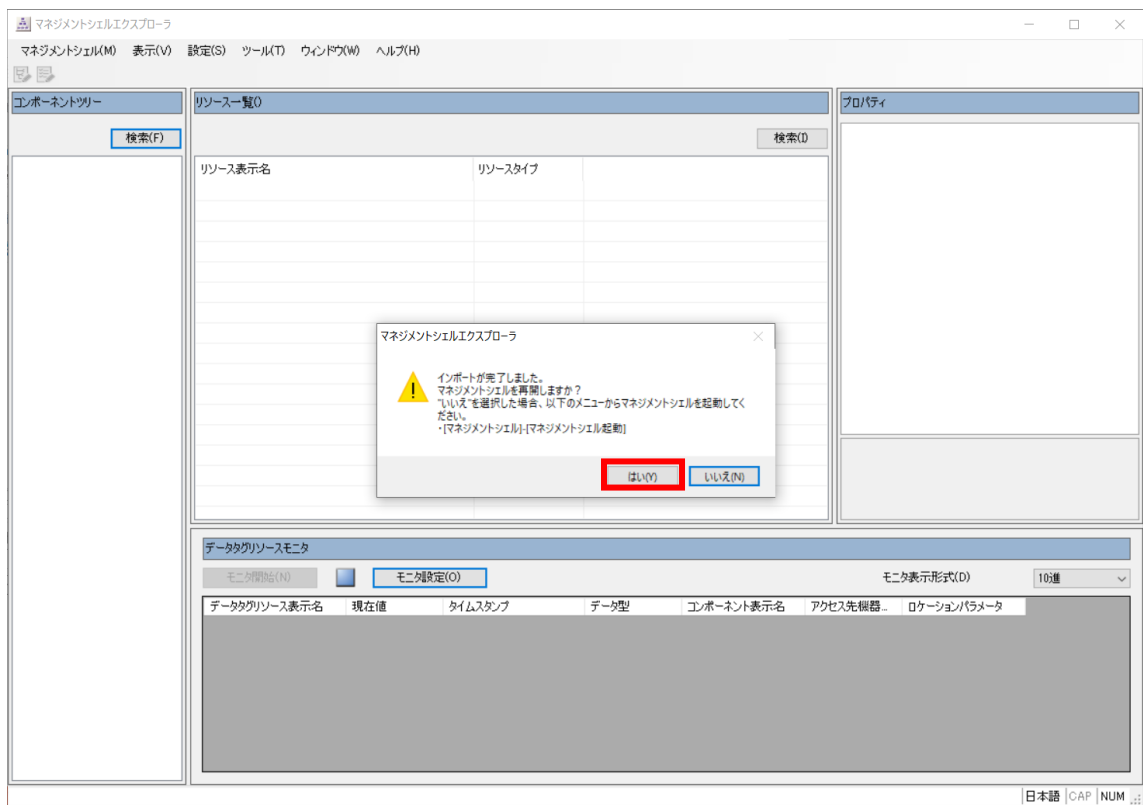 マネジメントシェルエクスプローラ
マネジメントシェル(M) 表示(V) 設定(S) ツール(T) ウィンドウ(W) ヘルプ(H)
コンポーネントツリー
検索(F)
リソース一覧()
検索(I)
リソース表示名 リソースタイプ
プロパティ
マネジメントシェルエクスプローラ
インポートが完了しました。
マネジメントシェルを再開しますか？
"いいえ"を選択した場合、以下のメニューからマネジメントシェルを起動してく
ださい。
・[マネジメントシェル]-[マネジメントシェル起動]
はい(Y) いいえ(N)
データタグリソースモニタ
モニタ開始(N) モニタ設定(O) モニタ表示形式(D) 10進
データタグリソース表示名 現在値 タイムスタンプ データ型 コンポーネント表示名 アクセス先機器... ロケーションパラメータ
日本語 CAP NUM